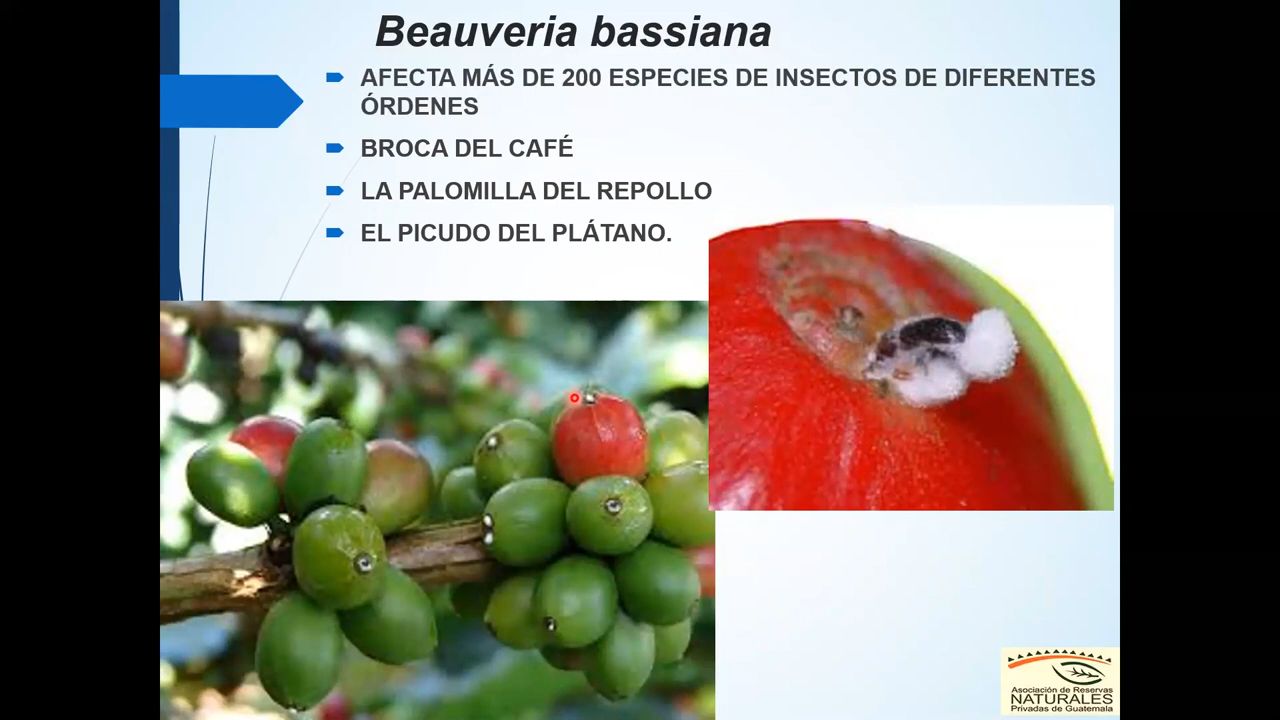 Beauveria bassiana
AFECTA MÁS DE 200 ESPECIES DE INSECTOS DE DIFERENTES
ÓRDENES
BROCA DEL CAFÉ
LA PALOMILLA DEL REPOLLO
EL PICUDO DEL PLÁTANO.
Asociación de Reservas
NATURALES
Privadas de Guatemala